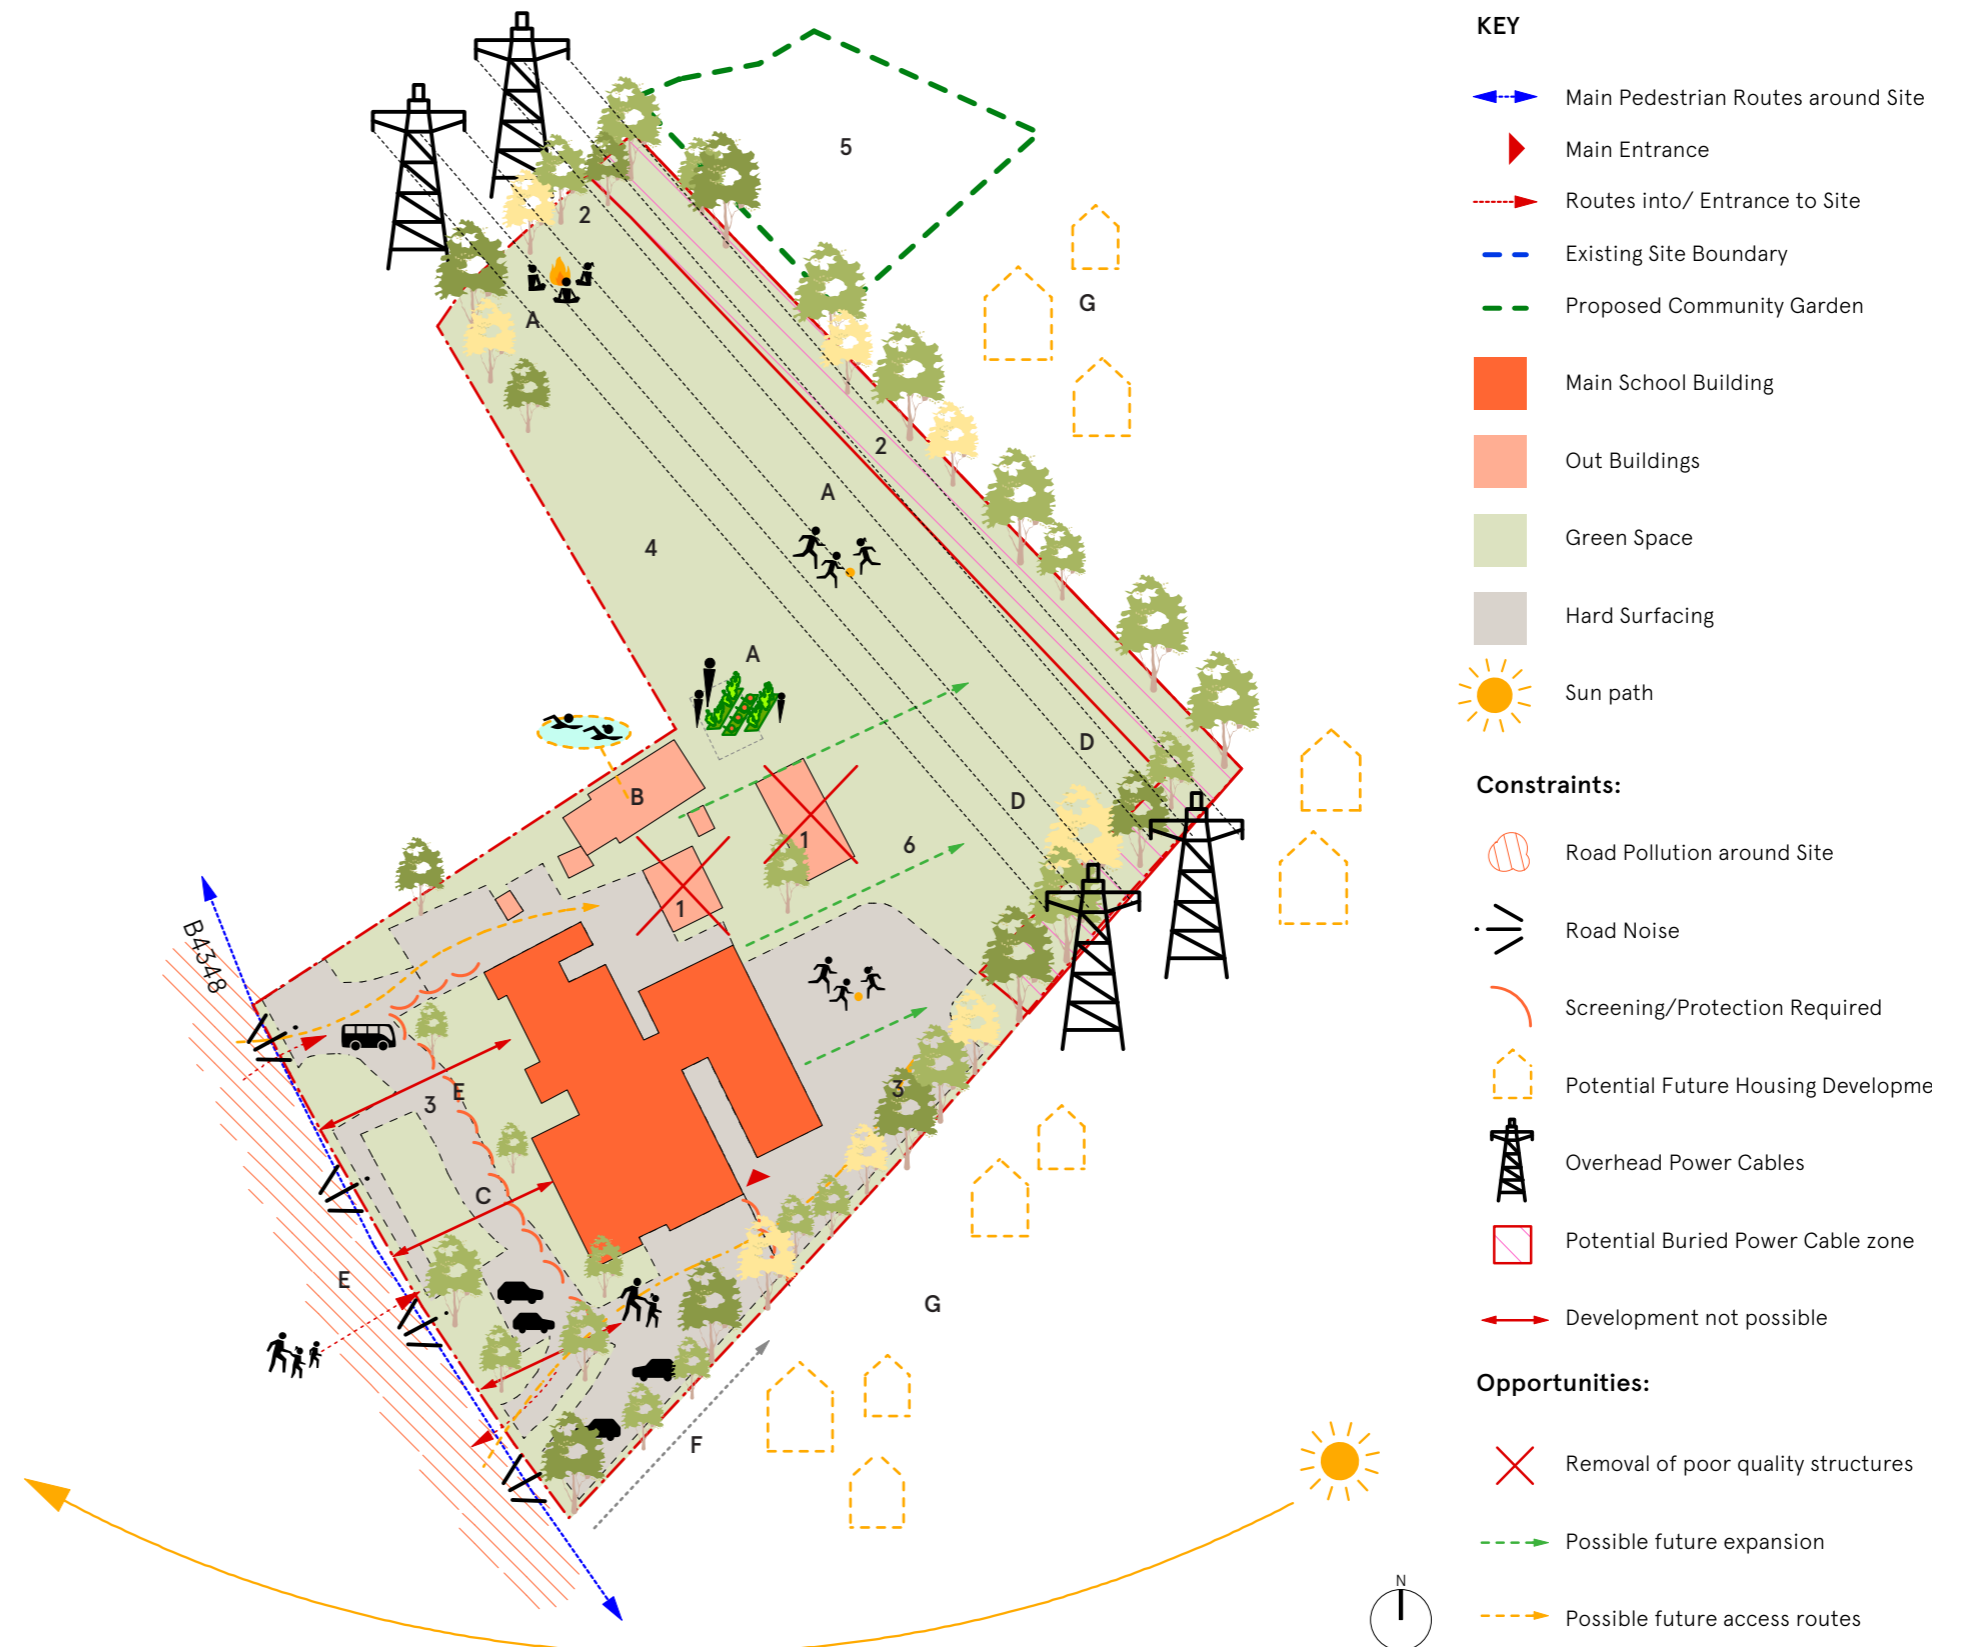 KEY
Main Pedestrian Routes around Site
Main Entrance
Routes into/ Entrance to Site
Existing Site Boundary
Proposed Community Garden
Main School Building
Out Buildings
Green Space
Hard Surfacing
Sun path
Constraints:
Road Pollution around Site
Road Noise
Screening/Protection Required
Potential Future Housing Developme
Overhead Power Cables
Potential Buried Power Cable zone
Development not possible
Opportunities:
Removal of poor quality structures
Possible future expansion
Possible future access routes
5
2
A
G
2
A
4
A
D
B
D
1
6
1
B4348
3
E
3
C
E
G
F
N